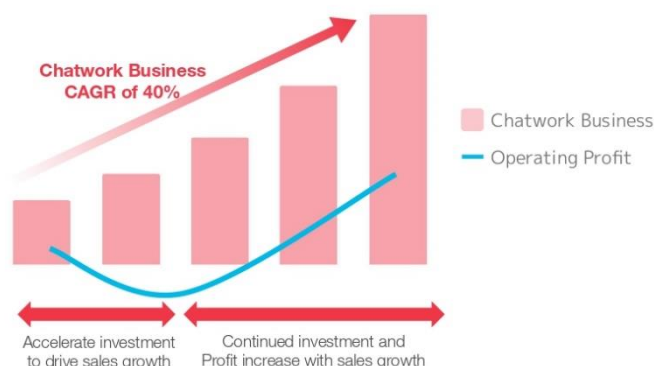 Chatwork Business
CAGR of 40%
Chatwork Business
Operating Profit
Accelerate investment
to drive sales growth
Continued investment and
Profit increase with sales growth